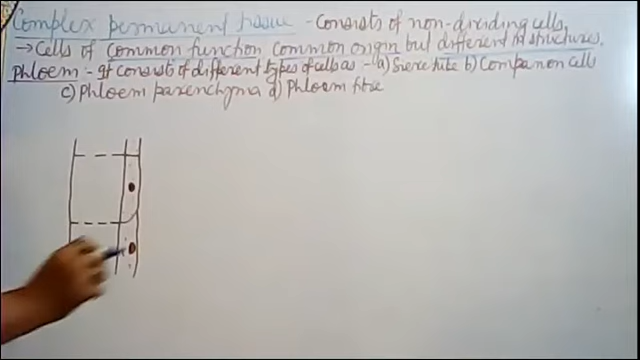 Complex permanent tissue - Consists of non-dividing cells,
→ Cells of common function common origin but different in structures.
Phloem - It consists of different types of cells as - a) Sieve tube b) Companion cells
c) Phloem parenchyma d) Phloem fibre